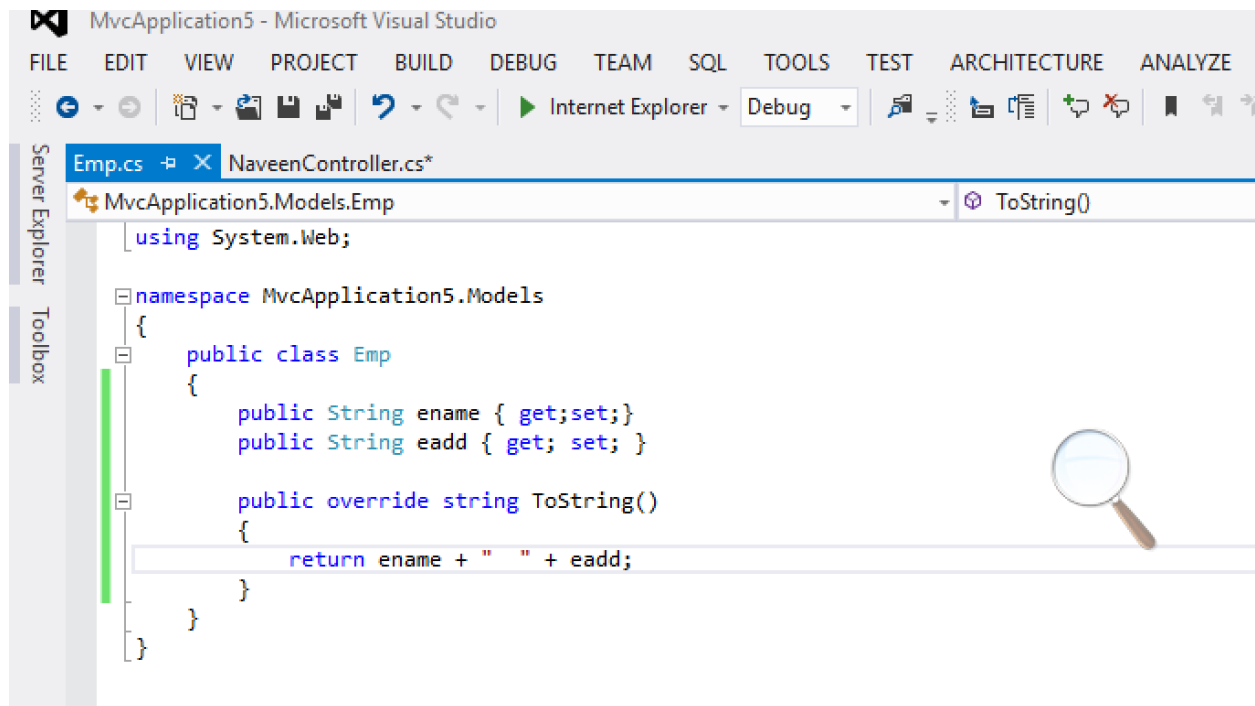 MvcApplication5 - Microsoft Visual Studio
FILE EDIT VIEW PROJECT BUILD DEBUG TEAM SQL TOOLS TEST ARCHITECTURE ANALYZE
Internet Explorer Debug
Server Explorer
Toolbox
Emp.cs NaveenController.cs*
MvcApplication5.Models.Emp ToString()
using System.Web;
namespace MvcApplication5.Models
{
public class Emp
{
public String ename { get;set;}
public String eadd { get; set; }
public override string ToString()
{
return ename + "  " + eadd;
}
}
}